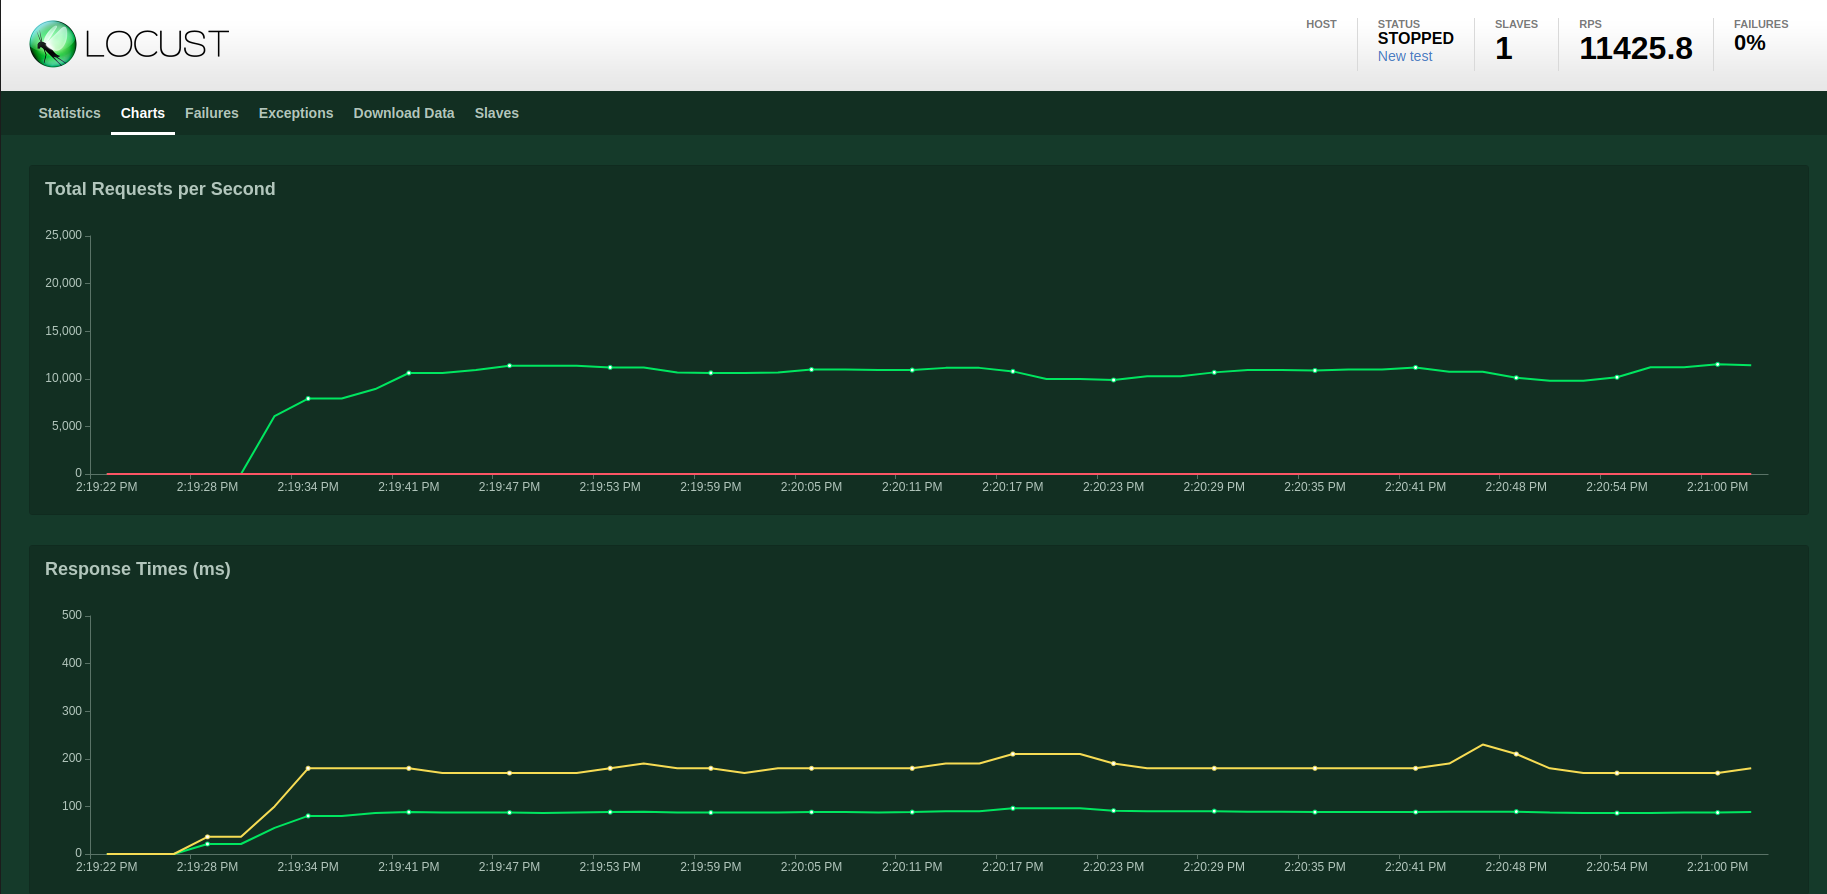 LOCUST
HOST
STATUS
STOPPED
New test
SLAVES
1
RPS
11425.8
FAILURES
0%
Statistics Charts Failures Exceptions Download Data Slaves
Total Requests per Second
25,000
20,000
15,000
10,000
5,000
0
2:19:22 PM 2:19:28 PM 2:19:34 PM 2:19:41 PM 2:19:47 PM 2:19:53 PM 2:19:59 PM 2:20:05 PM 2:20:11 PM 2:20:17 PM 2:20:23 PM 2:20:29 PM 2:20:35 PM 2:20:41 PM 2:20:48 PM 2:20:54 PM 2:21:00 PM
Response Times (ms)
500
400
300
200
100
0
2:19:22 PM 2:19:28 PM 2:19:34 PM 2:19:41 PM 2:19:47 PM 2:19:53 PM 2:19:59 PM 2:20:05 PM 2:20:11 PM 2:20:17 PM 2:20:23 PM 2:20:29 PM 2:20:35 PM 2:20:41 PM 2:20:48 PM 2:20:54 PM 2:21:00 PM